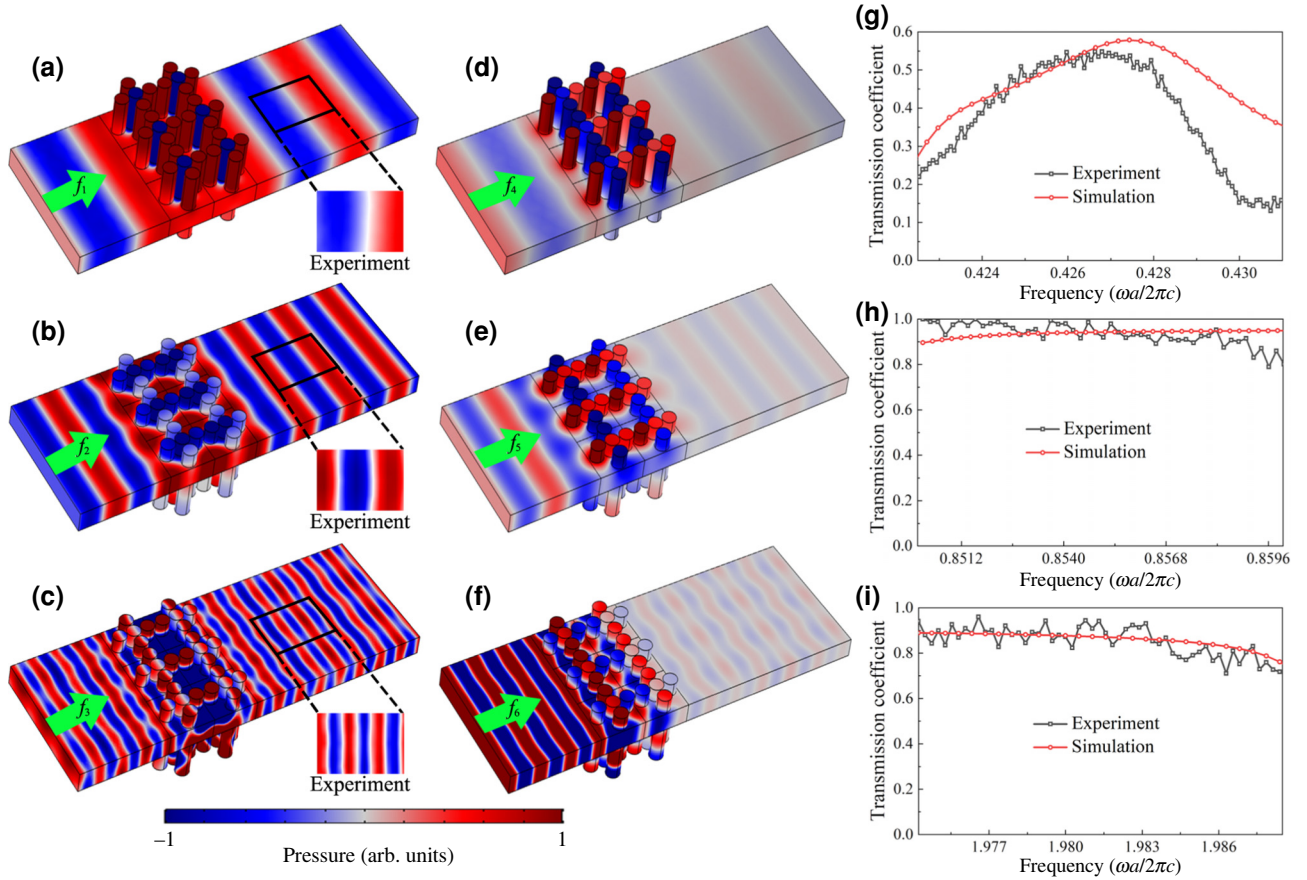 (a)
f1
Experiment
(b)
f2
Experiment
(c)
f3
Experiment
−1
1
Pressure (arb. units)
(d)
f4
(e)
f5
(f)
f6
(g)
Transmission coefficient
0.6
0.5
0.4
0.3
0.2
0.1
0.0
Experiment
Simulation
0.424
0.426
0.428
0.430
Frequency (ωa/2πc)
(h)
Transmission coefficient
1.0
0.8
0.6
0.4
0.2
0.0
Experiment
Simulation
0.8512
0.8540
0.8568
0.8596
Frequency (ωa/2πc)
(i)
Transmission coefficient
1.0
0.8
0.6
0.4
0.2
0.0
Experiment
Simulation
1.977
1.980
1.983
1.986
Frequency (ωa/2πc)